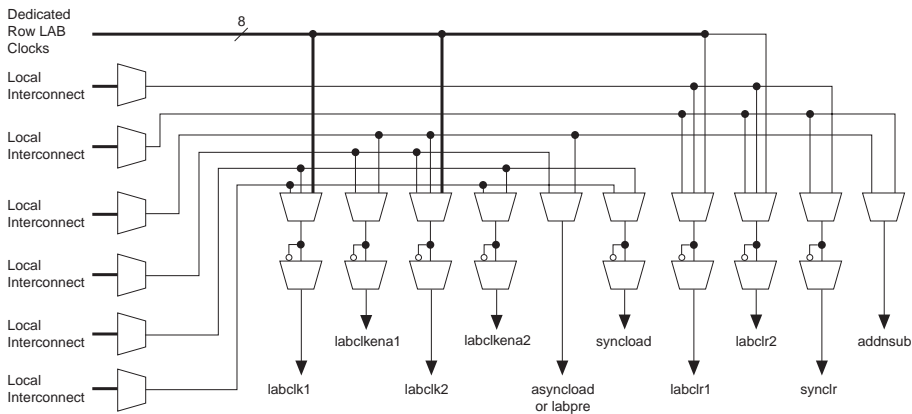 Dedicated
Row LAB
Clocks
8
Local
Interconnect
Local
Interconnect
Local
Interconnect
Local
Interconnect
Local
Interconnect
Local
Interconnect
labclkena1
labclkena2
syncload
labclr2
addnsub
labclk1
labclk2
asyncload
or labpre
labclr1
synclr